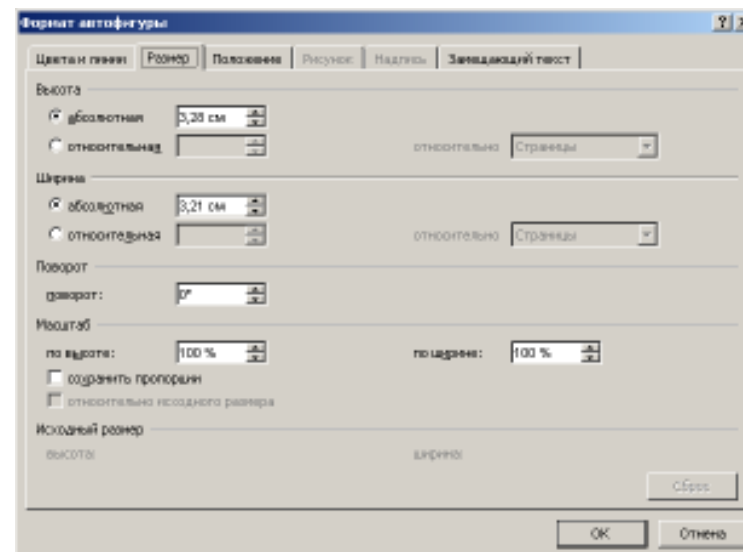 Формат автофигуры
Цвета и линии Размер Положение Рисунок Надпись Замещающий текст
Высота
абсолютная 3,28 см
относительная относительно Страницы
Ширина
абсолютная 3,21 см
относительная относительно Страницы
Поворот
поворот: 0°
Масштаб
по высоте: 100 % по ширине: 100 %
сохранить пропорции
относительно исходного размера
Исходный размер
высота: ширина:
Сброс
ОК Отмена